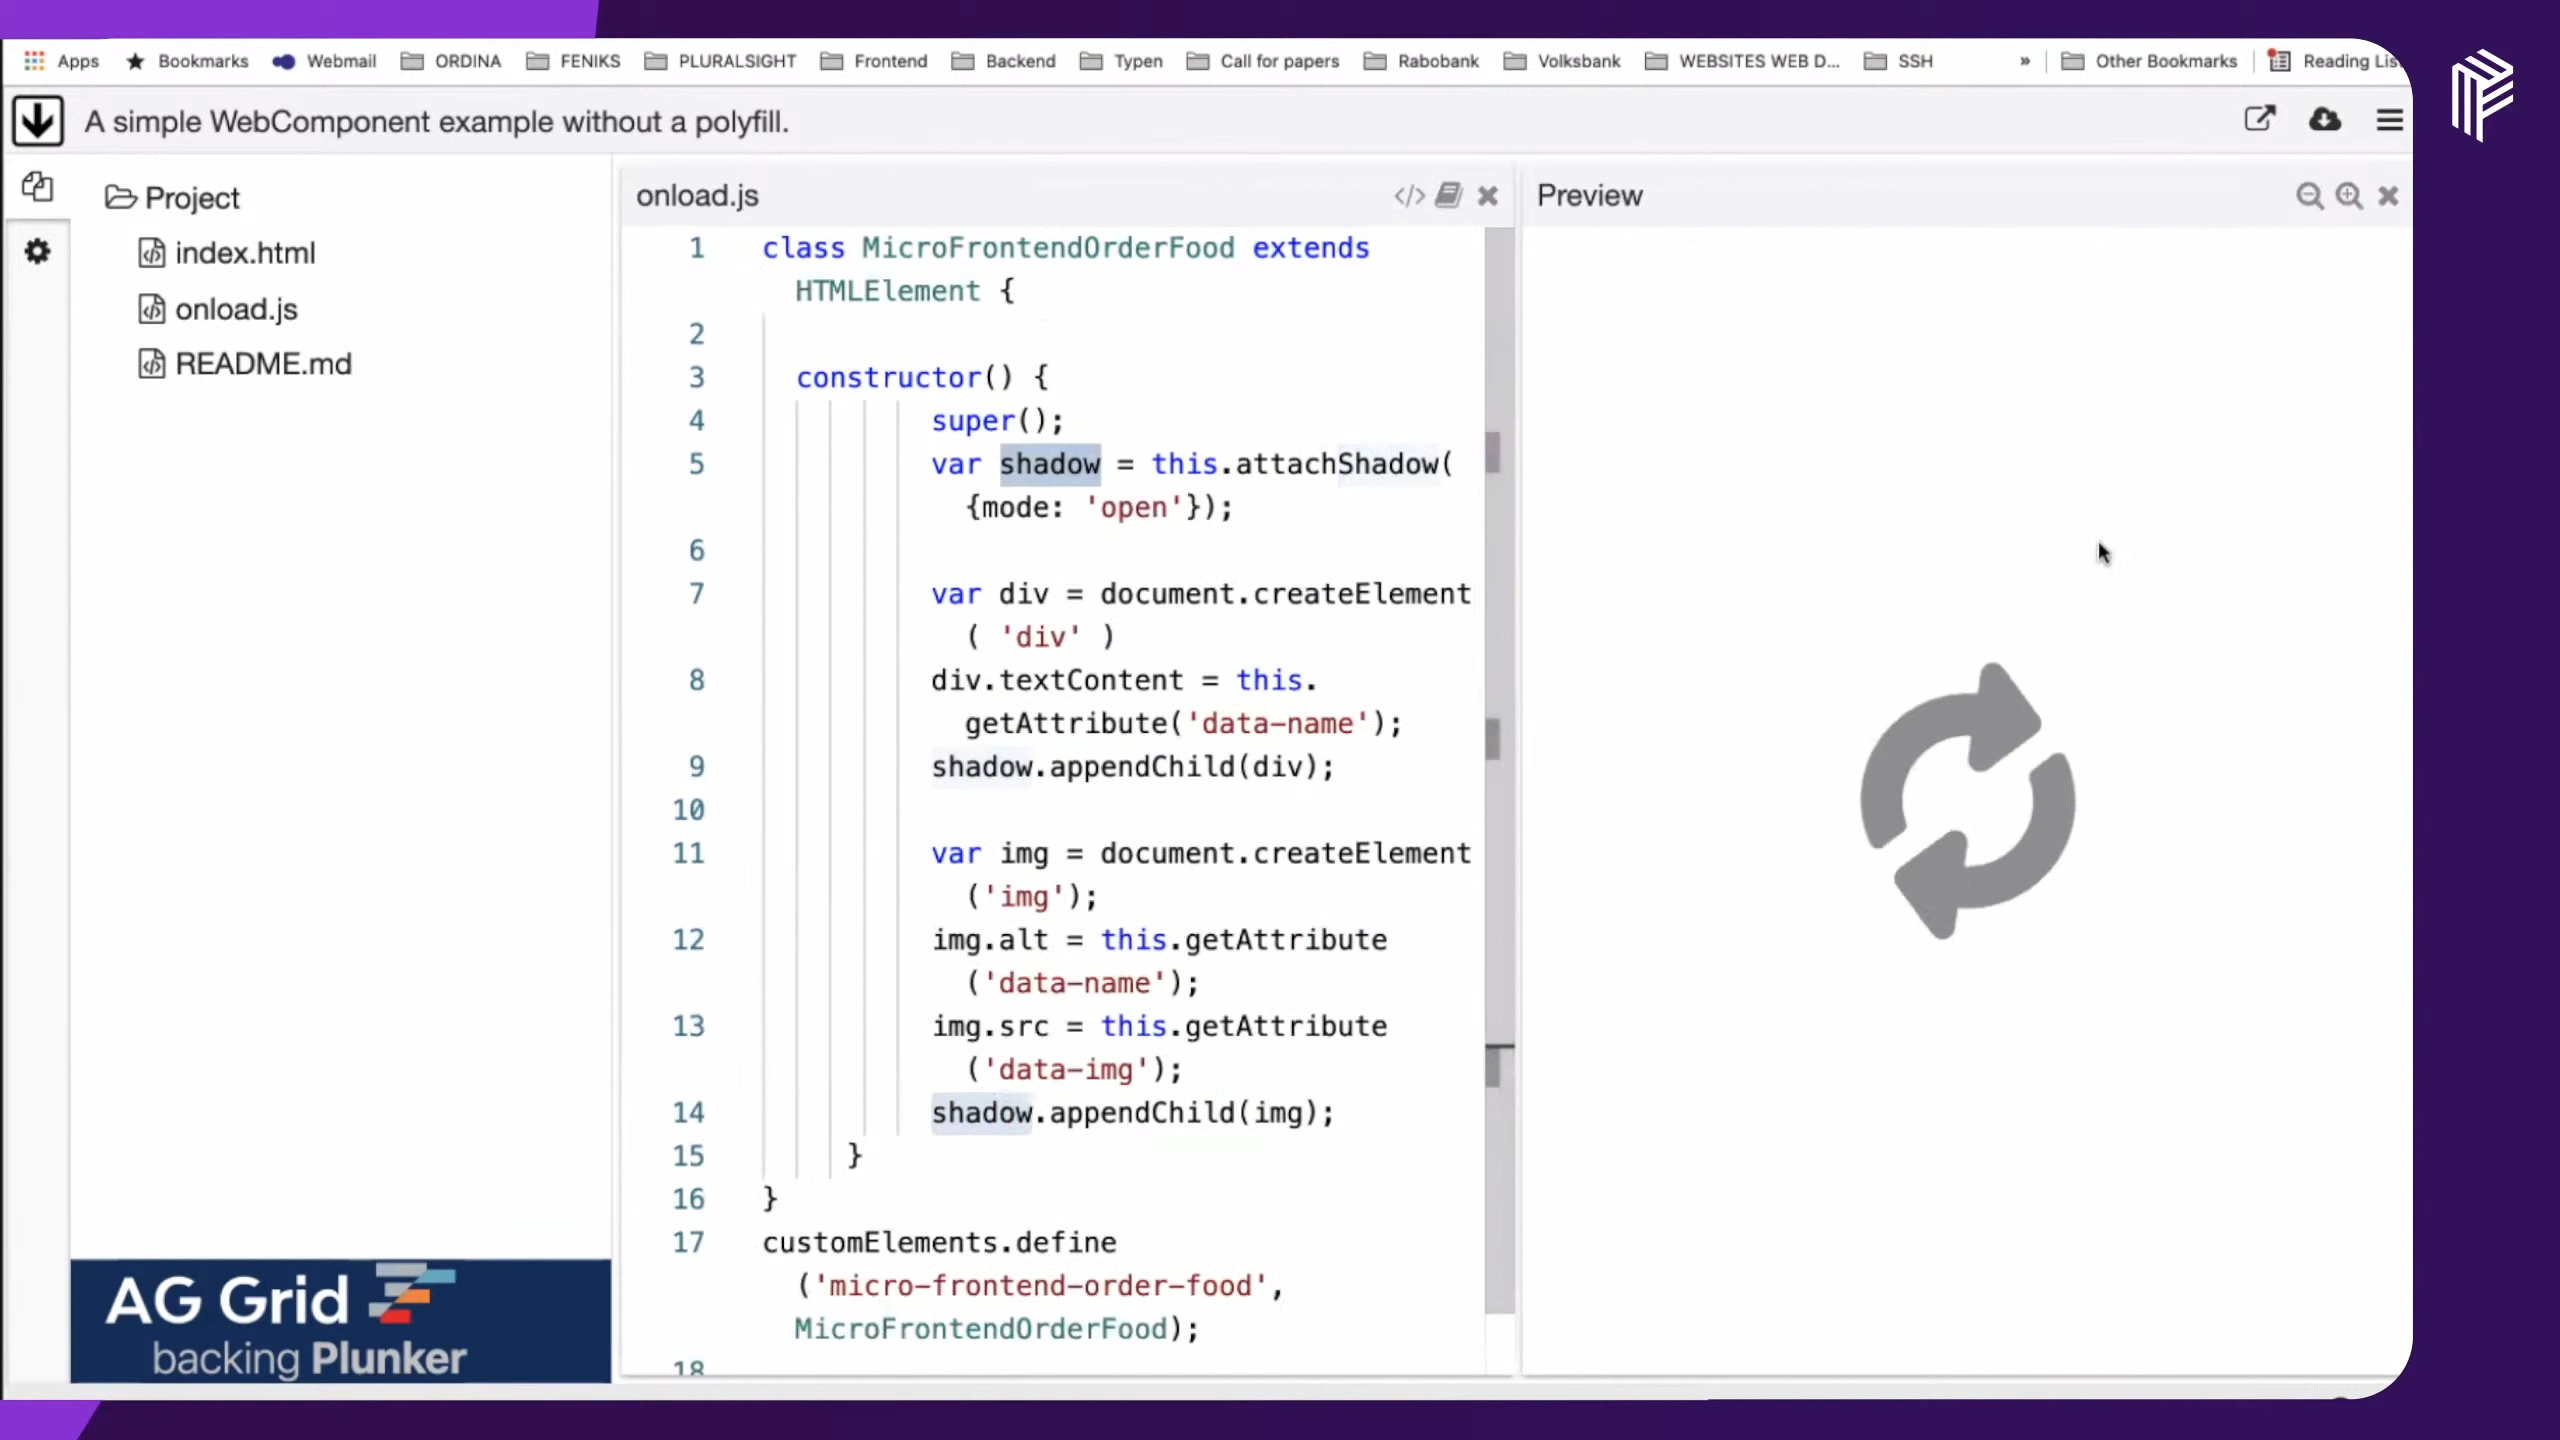 Apps Bookmarks Webmail ORDINA FENIKS PLURALSIGHT Frontend Backend Typen Call for papers Rabobank Volksbank WEBSITES WEB D... SSH » Other Bookmarks Reading Lis
A simple WebComponent example without a polyfill.
Project
index.html
onload.js
README.md
AG Grid
backing Plunker
onload.js
1 class MicroFrontendOrderFood extends
HTMLElement {
2
3 constructor() {
4 super();
5 var shadow = this.attachShadow(
{mode: 'open'});
6
7 var div = document.createElement
( 'div' )
8 div.textContent = this.
getAttribute('data-name');
9 shadow.appendChild(div);
10
11 var img = document.createElement
('img');
12 img.alt = this.getAttribute
('data-name');
13 img.src = this.getAttribute
('data-img');
14 shadow.appendChild(img);
15 }
16 }
17 customElements.define
('micro-frontend-order-food',
MicroFrontendOrderFood);
18
Preview